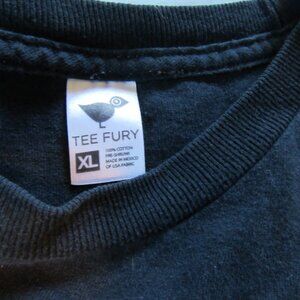 TEE FURY
XL
100% COTTON
PRE-SHRUNK
MADE IN MEXICO
OF USA FABRIC